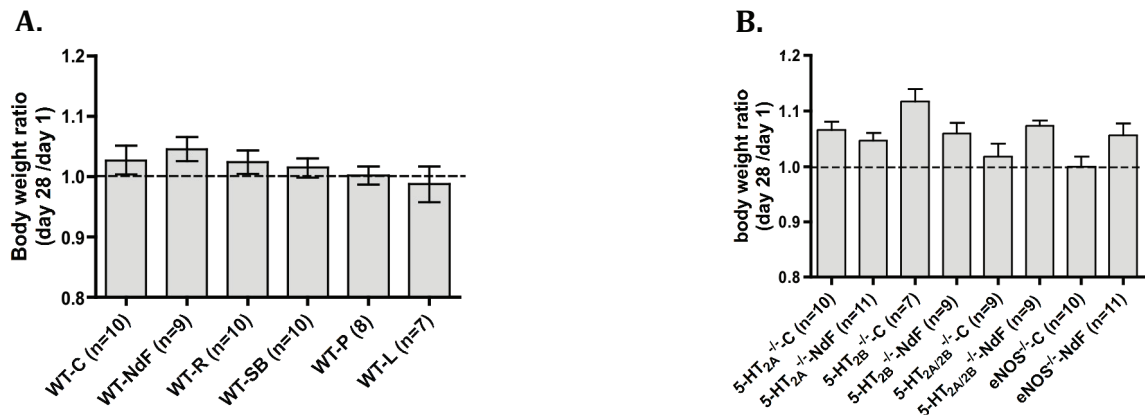 A.
Body weight ratio
(day 28 /day 1)
1.2
1.1
1.0
0.9
0.8
WT-C (n=10)
WT-NdF (n=9)
WT-R (n=10)
WT-SB (n=10)
WT-P (8)
WT-L (n=7)
B.
body weight ratio
(day 28 /day 1)
1.2
1.1
1.0
0.9
0.8
5-HT₂A⁻/⁻-C (n=10)
5-HT₂A⁻/⁻-NdF (n=11)
5-HT₂B⁻/⁻-C (n=7)
5-HT₂B⁻/⁻-NdF (n=9)
5-HT₂A/₂B⁻/⁻-C (n=9)
5-HT₂A/₂B⁻/⁻-NdF (n=9)
eNOS⁻/⁻-C (n=10)
eNOS⁻/⁻-NdF (n=11)